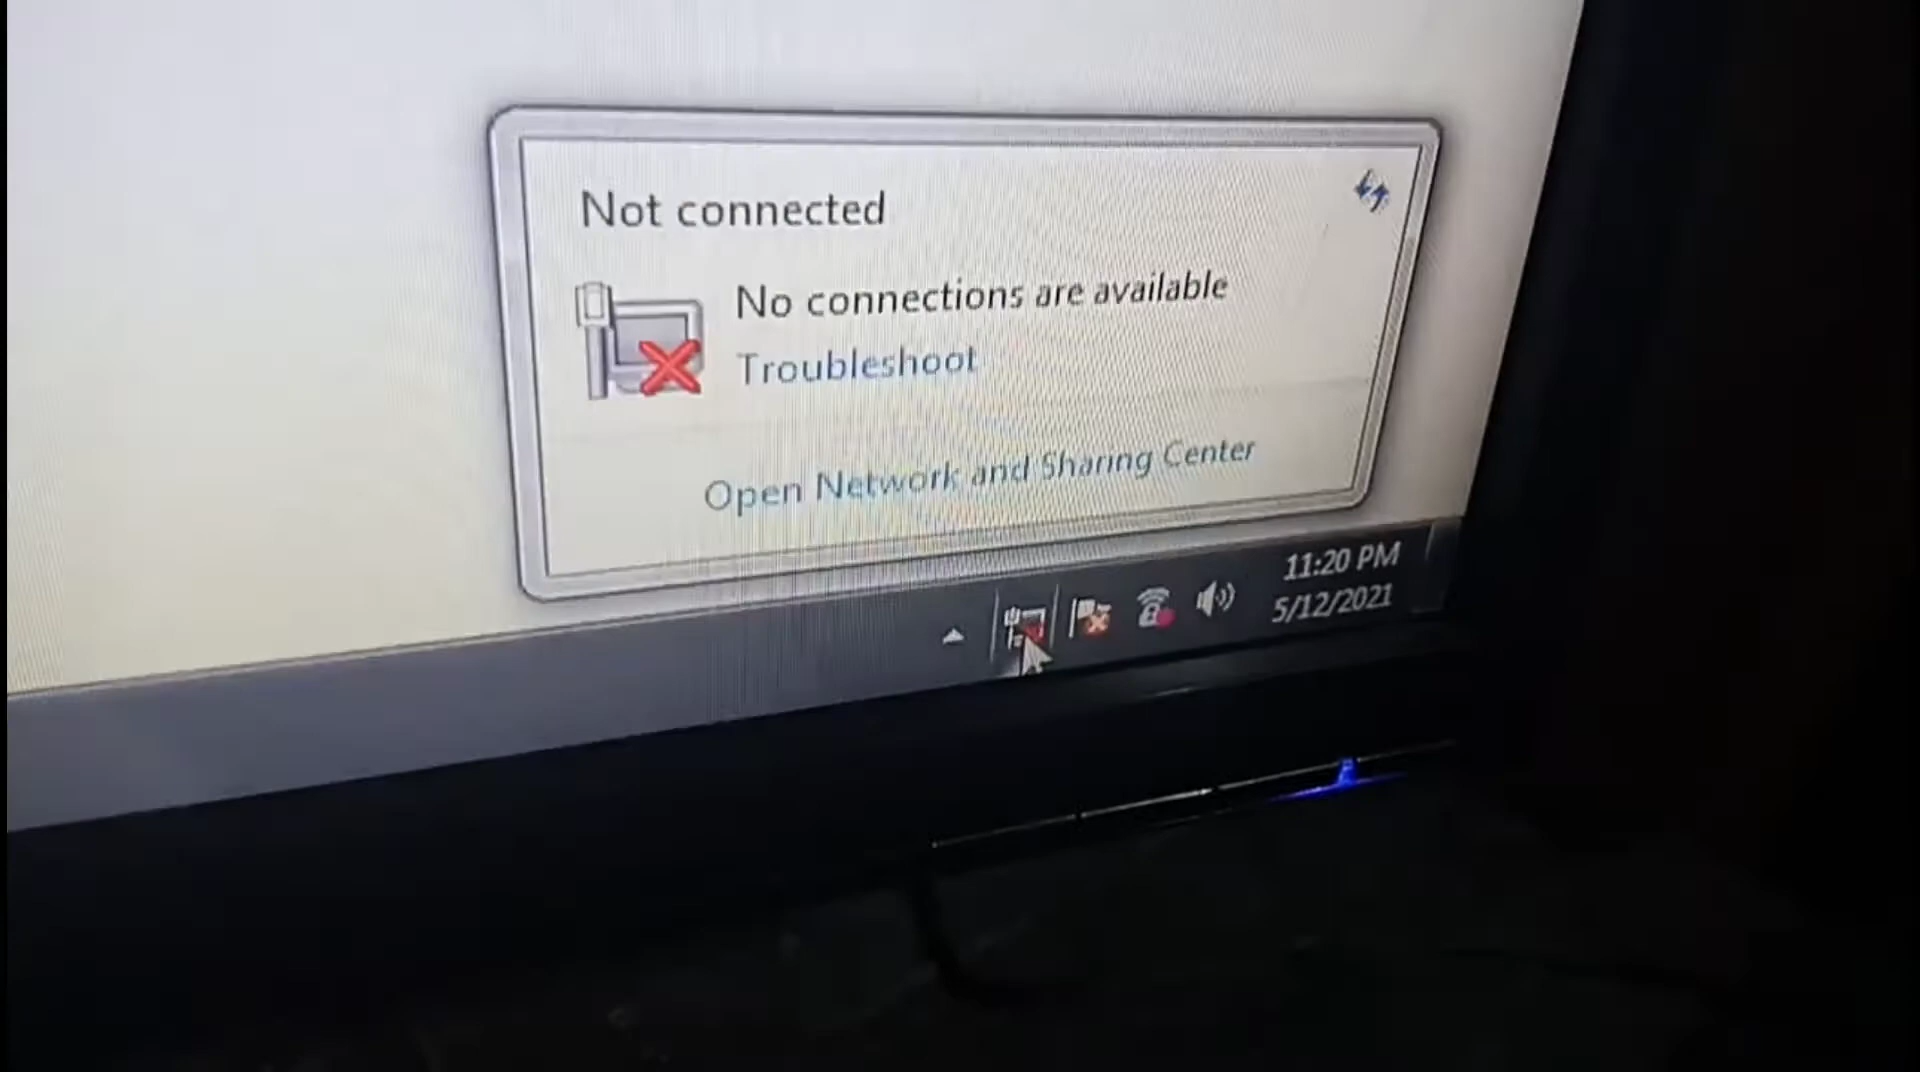 Not connected
No connections are available
Troubleshoot
Open Network and Sharing Center
11:20 PM
5/12/2021